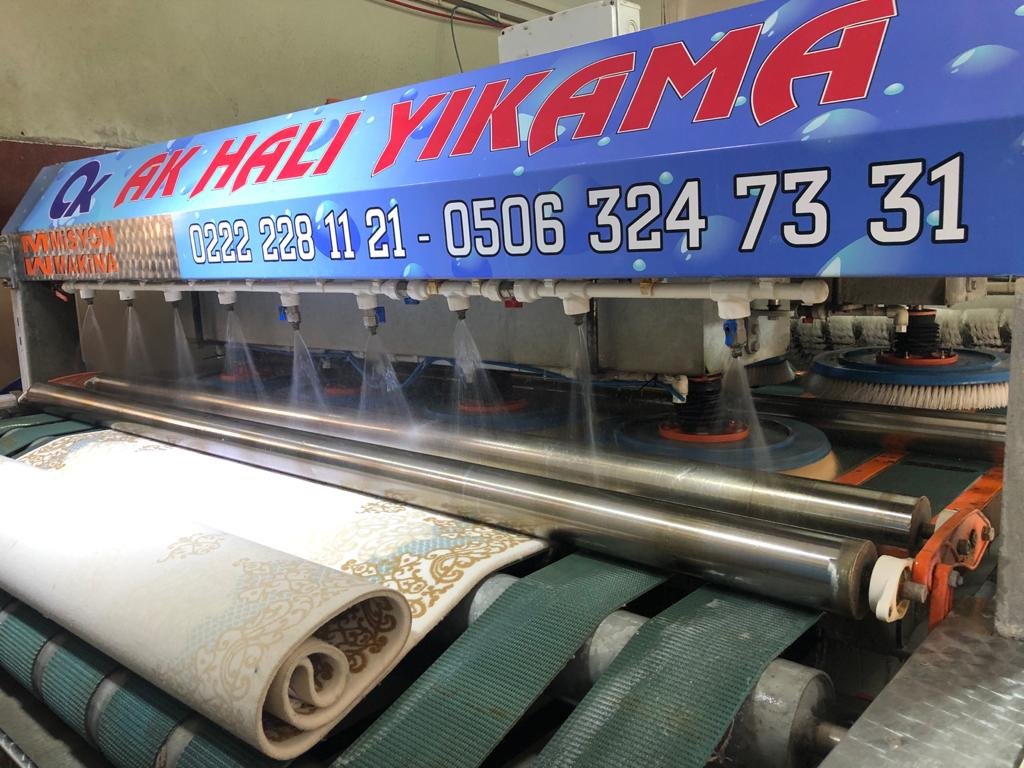 AK HALI YIKAMA
MİSYON
MAKİNA
0222 228 11 21 - 0506 324 73 31